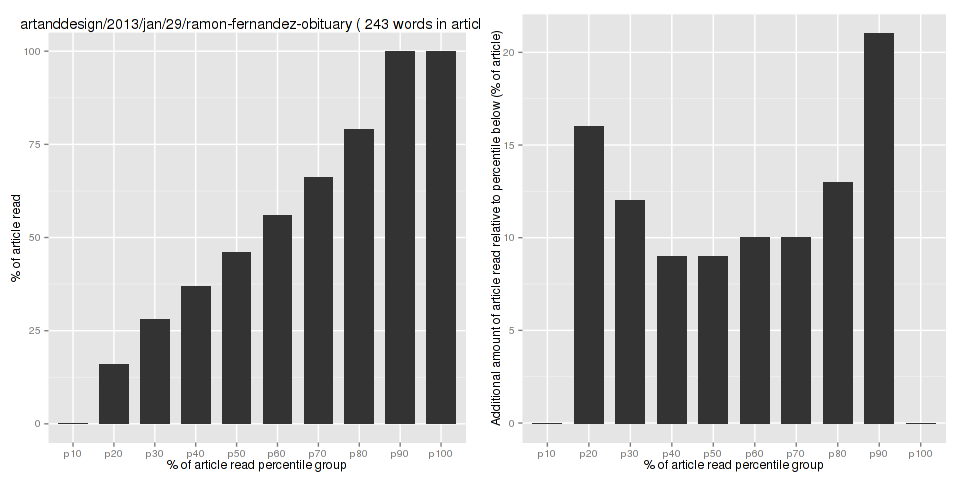 artanddesign/2013/jan/29/ramon-fernandez-obituary ( 243 words in articl
% of article read
100
75
50
25
0
p10 p20 p30 p40 p50 p60 p70 p80 p90 p100
% of article read percentile group
Additional amount of article read relative to percentile below (% of article)
20
15
10
5
0
p10 p20 p30 p40 p50 p60 p70 p80 p90 p100
% of article read percentile group